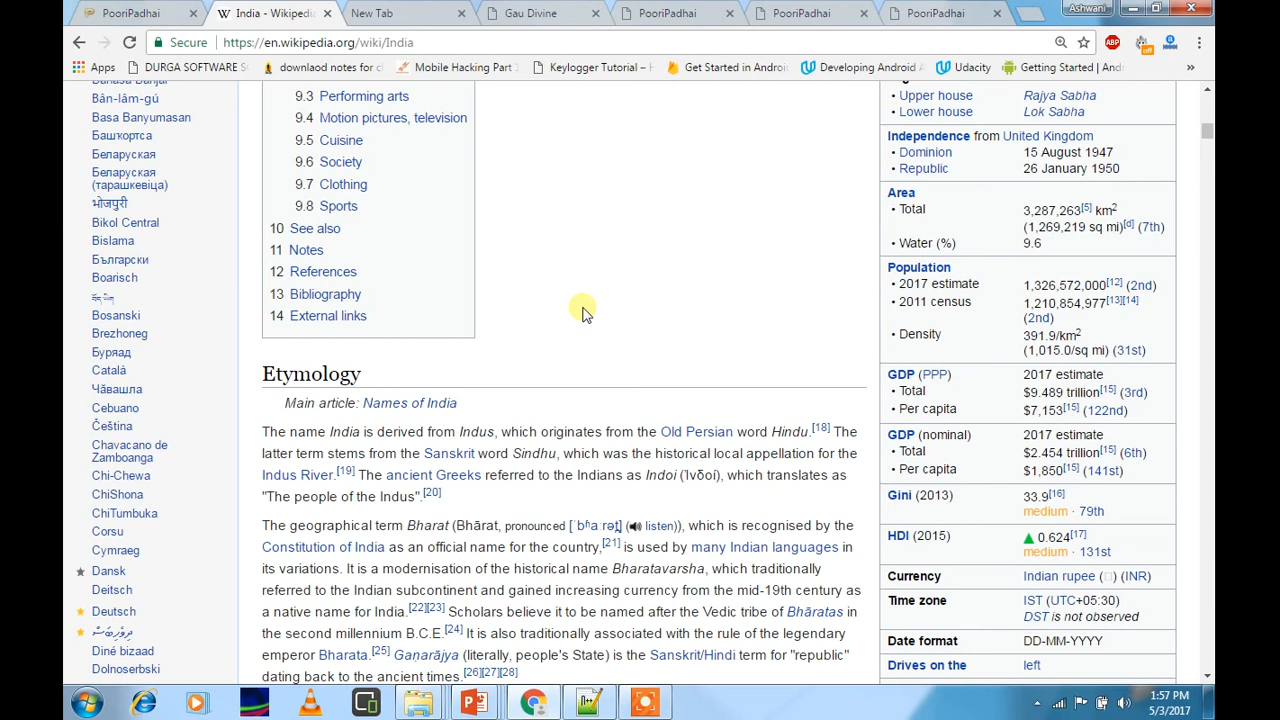 PooriPadhai
India - Wikipedia
New Tab
Gau Divine
PooriPadhai
PooriPadhai
PooriPadhai
Ashwani
Secure
https://en.wikipedia.org/wiki/India
ABP
off
Apps
DURGA SOFTWARE S
downlaod notes for c
Mobile Hacking Part
Keylogger Tutorial –
Get Started in Androi
Developing Android A
Udacity
Getting Started | And
»
Bahasa Banjar
Bân-lâm-gú
Basa Banyumasan
Башҡортса
Беларуская
Беларуская
(тарашкевіца)
भोजपुरी
Bikol Central
Bislama
Български
Boarisch
བོད་ཡིག
Bosanski
Brezhoneg
Буряад
Català
Чӑвашла
Cebuano
Čeština
Chavacano de
Zamboanga
Chi-Chewa
ChiShona
ChiTumbuka
Corsu
Cymraeg
Dansk
Deitsch
Deutsch
ދިވެހިބަސް
Diné bizaad
Dolnoserbski
9.3 Performing arts
9.4 Motion pictures, television
9.5 Cuisine
9.6 Society
9.7 Clothing
9.8 Sports
10 See also
11 Notes
12 References
13 Bibliography
14 External links
Etymology
Main article: Names of India
The name India is derived from Indus, which originates from the Old Persian word Hindu.[18] The
latter term stems from the Sanskrit word Sindhu, which was the historical local appellation for the
Indus River.[19] The ancient Greeks referred to the Indians as Indoi (Ἰνδοί), which translates as
"The people of the Indus".[20]
The geographical term Bharat (Bhārat, pronounced [ˈbʱaːrət̪] (listen)), which is recognised by the
Constitution of India as an official name for the country,[21] is used by many Indian languages in
its variations. It is a modernisation of the historical name Bharatavarsha, which traditionally
referred to the Indian subcontinent and gained increasing currency from the mid-19th century as
a native name for India.[22][23] Scholars believe it to be named after the Vedic tribe of Bhāratas in
the second millennium B.C.E.[24] It is also traditionally associated with the rule of the legendary
emperor Bharata.[25] Gaṇarājya (literally, people's State) is the Sanskrit/Hindi term for "republic"
dating back to the ancient times.[26][27][28]
• Upper house Rajya Sabha
• Lower house Lok Sabha
Independence from United Kingdom
• Dominion 15 August 1947
• Republic 26 January 1950
Area
• Total 3,287,263[5] km2
(1,269,219 sq mi)[d] (7th)
• Water (%) 9.6
Population
• 2017 estimate 1,326,572,000[12] (2nd)
• 2011 census 1,210,854,977[13][14]
(2nd)
• Density 391.9/km2
(1,015.0/sq mi) (31st)
GDP (PPP) 2017 estimate
• Total $9.489 trillion[15] (3rd)
• Per capita $7,153[15] (122nd)
GDP (nominal) 2017 estimate
• Total $2.454 trillion[15] (6th)
• Per capita $1,850[15] (141st)
Gini (2013) 33.9[16]
medium · 79th
HDI (2015) ▲ 0.624[17]
medium · 131st
Currency Indian rupee (□) (INR)
Time zone IST (UTC+05:30)
DST is not observed
Date format DD-MM-YYYY
Drives on the left
1:57 PM
5/3/2017